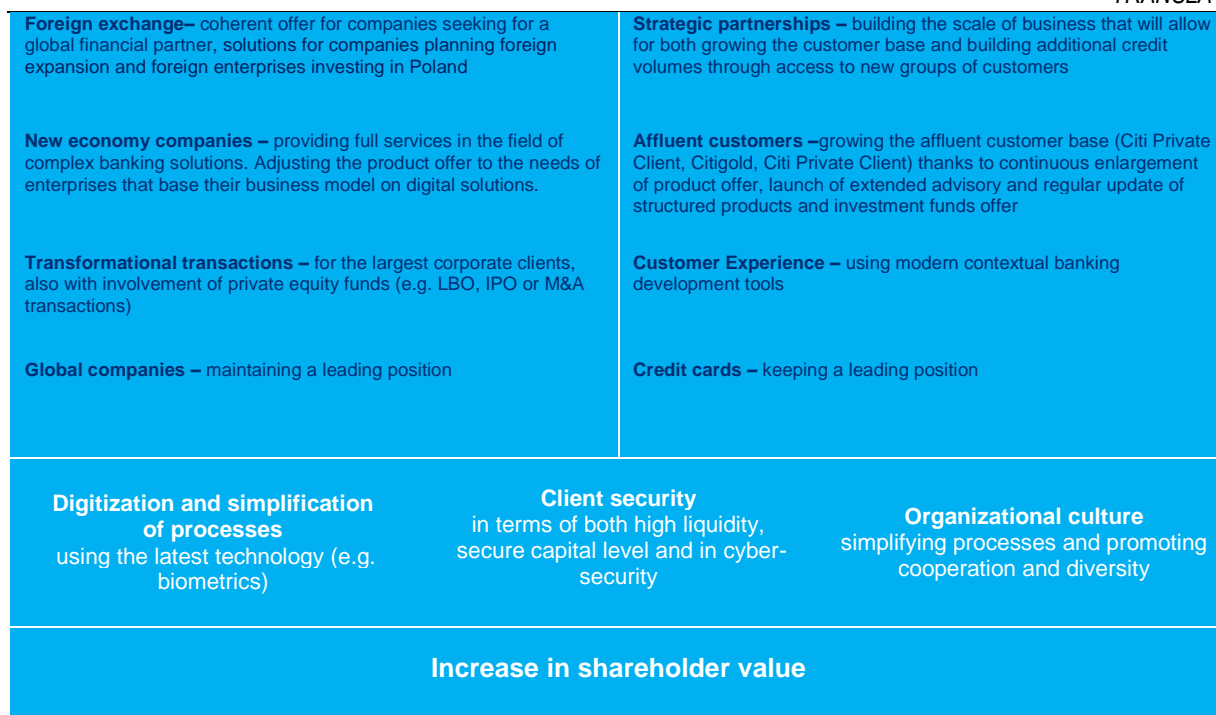 Foreign exchange– coherent offer for companies seeking for a
global financial partner, solutions for companies planning foreign
expansion and foreign enterprises investing in Poland
New economy companies – providing full services in the field of
complex banking solutions. Adjusting the product offer to the needs of
enterprises that base their business model on digital solutions.
Transformational transactions – for the largest corporate clients,
also with involvement of private equity funds (e.g. LBO, IPO or M&A
transactions)
Global companies – maintaining a leading position
Strategic partnerships – building the scale of business that will allow
for both growing the customer base and building additional credit
volumes through access to new groups of customers
Affluent customers –growing the affluent customer base (Citi Private
Client, Citigold, Citi Private Client) thanks to continuous enlargement
of product offer, launch of extended advisory and regular update of
structured products and investment funds offer
Customer Experience – using modern contextual banking
development tools
Credit cards – keeping a leading position
Digitization and simplification
of processes
using the latest technology (e.g.
biometrics)
Client security
in terms of both high liquidity,
secure capital level and in cyber-
security
Organizational culture
simplifying processes and promoting
cooperation and diversity
Increase in shareholder value